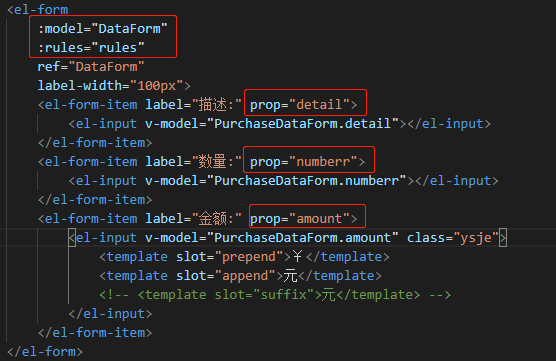 <el-form
:model="DataForm"
:rules="rules"
ref="DataForm"
label-width="100px">
<el-form-item label="描述:" prop="detail">
<el-input v-model="PurchaseDataForm.detail"></el-input>
</el-form-item>
<el-form-item label="数量:" prop="numberr">
<el-input v-model="PurchaseDataForm.numberr"></el-input>
</el-form-item>
<el-form-item label="金额:" prop="amount">
<el-input v-model="PurchaseDataForm.amount" class="ysje">
<template slot="prepend">￥</template>
<template slot="append">元</template>
<!-- <template slot="suffix">元</template> -->
</el-input>
</el-form-item>
</el-form>